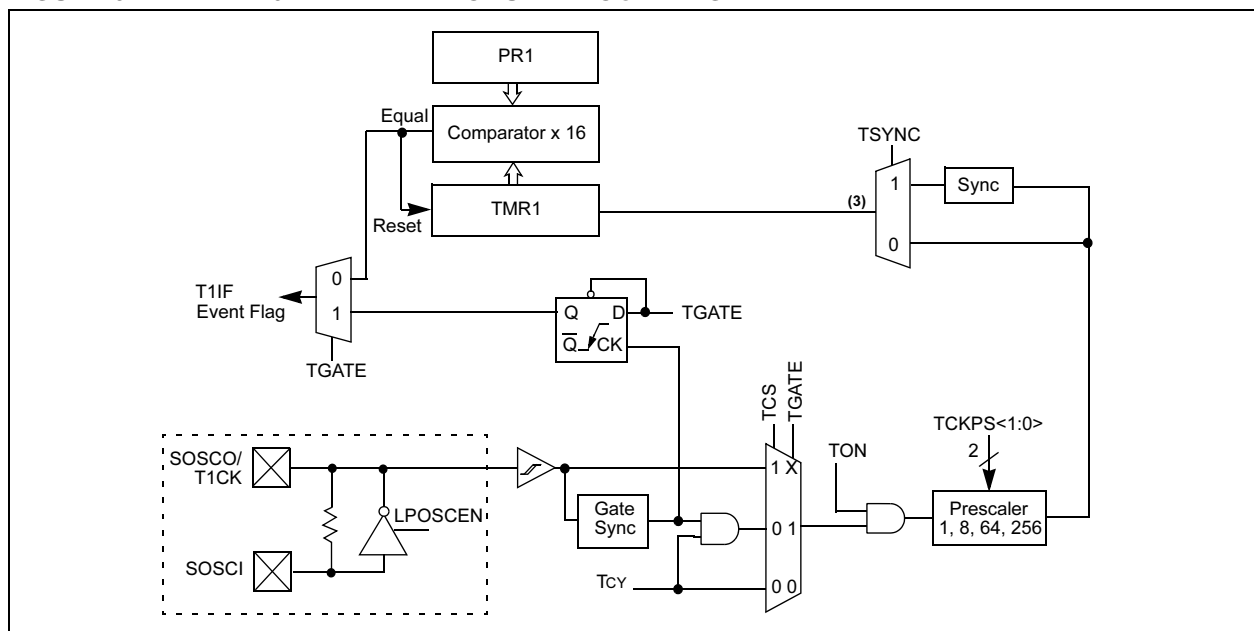 PR1
Equal
Comparator x 16
TSYNC
1
Sync
(3)
TMR1
Reset
0
0
T1IF
Event Flag
1
Q
D
TGATE
Q
CK
TGATE
TCS
TGATE
TCKPS<1:0>
SOSCO/
T1CK
TON
2
1 X
LPOSCEN
Gate
Sync
Prescaler
1, 8, 64, 256
0 1
SOSCI
TCY
0 0